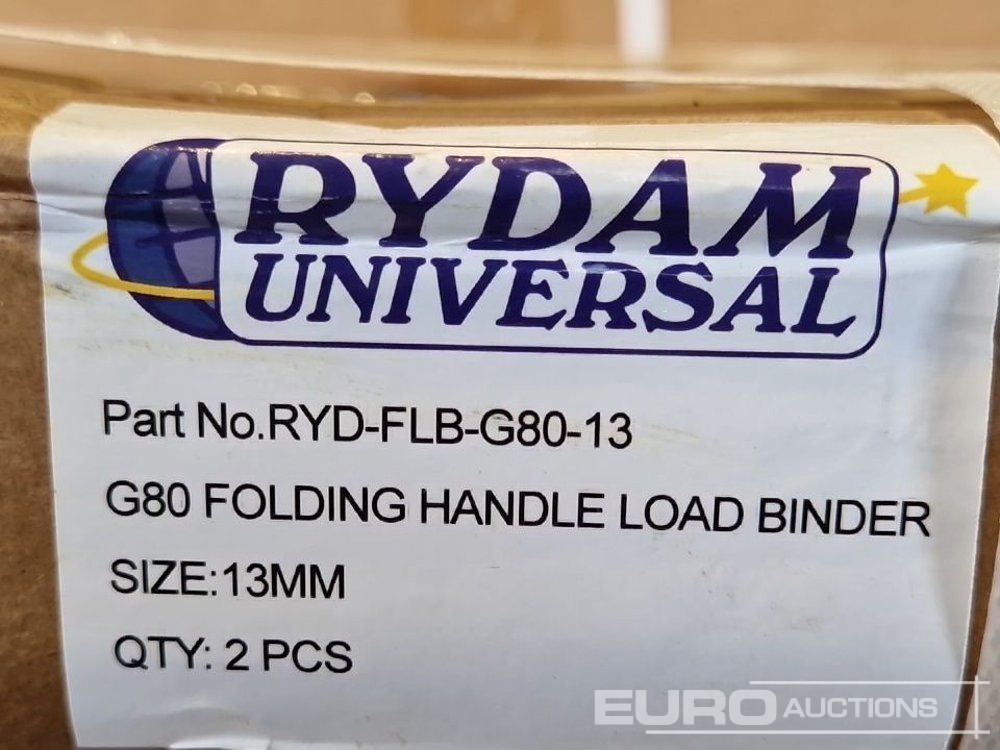 RYDAM
UNIVERSAL
Part No.RYD-FLB-G80-13
G80 FOLDING HANDLE LOAD BINDER
SIZE:13MM
QTY: 2 PCS
EURO AUCTIONS